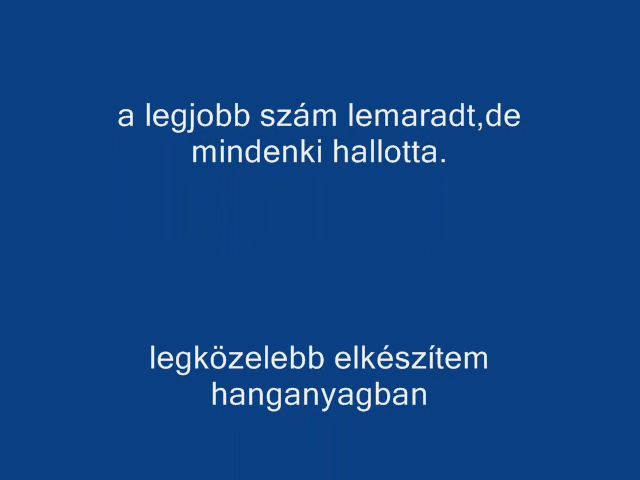 a legjobb szám lemaradt,de
mindenki hallotta.
legközelebb elkészítem
hanganyagban